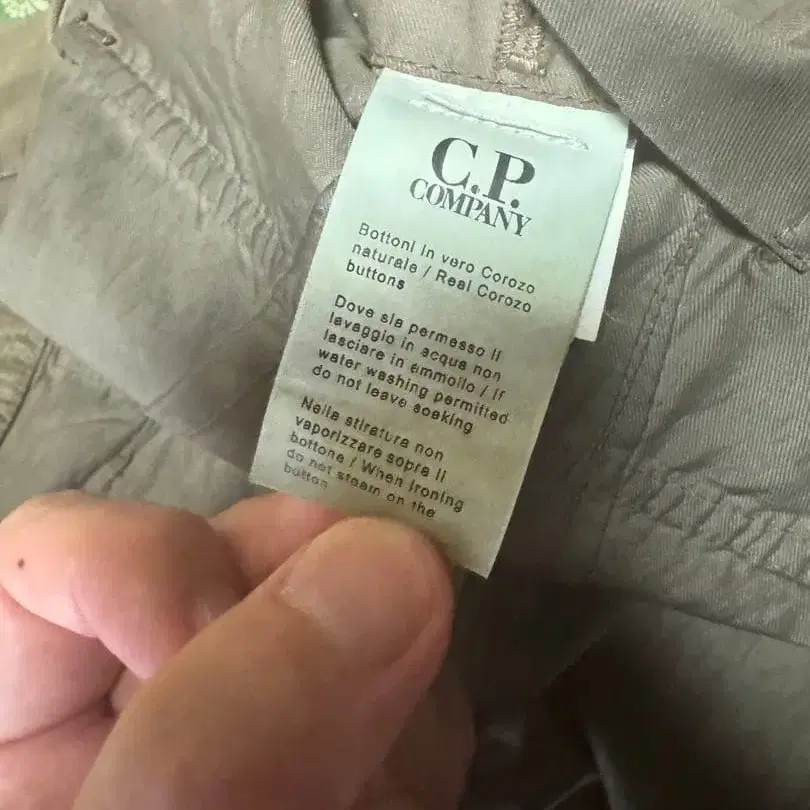 C.P.
COMPANY
Bottoni in vero Corozo
naturale / Real Corozo
buttons
Dove sia permesso il
lavaggio in acqua non
lasciare in ammollo / If
water washing permitted
do not leave soaking
Nella stiratura non
vaporizzare sopra il
bottone / When ironing
do not steam on the
button